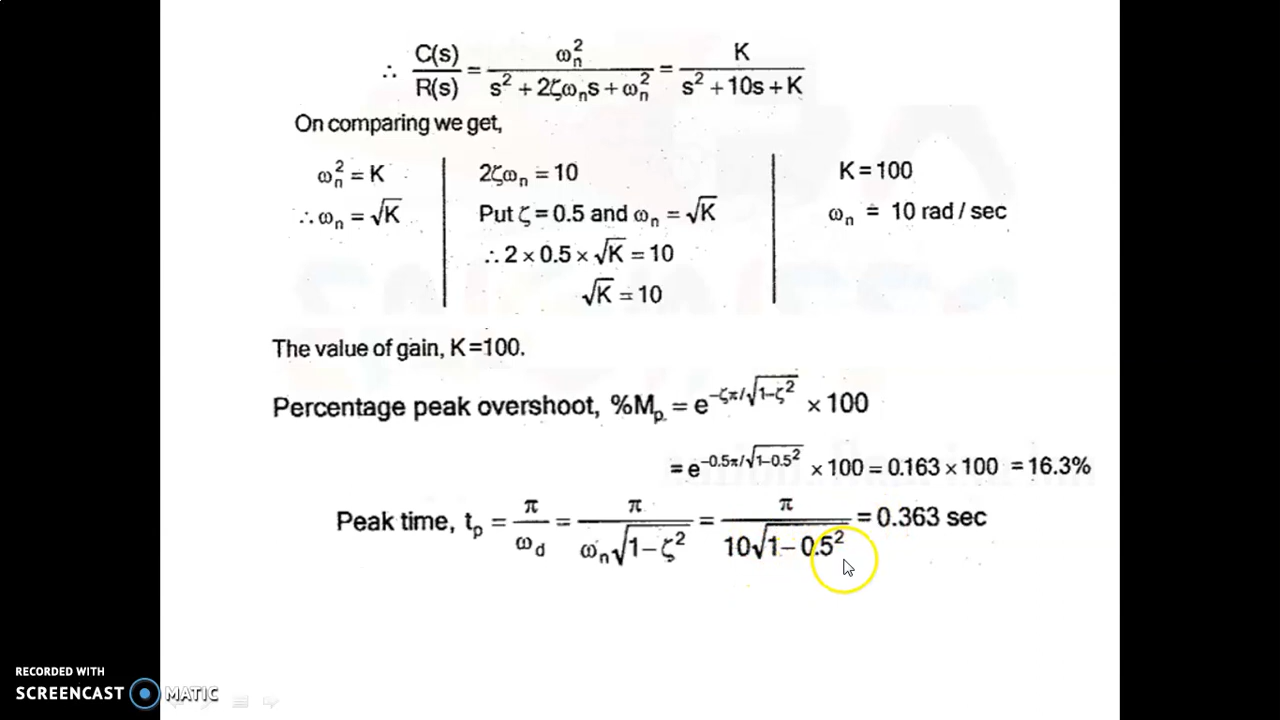 ∴ C(s)/R(s) = ωn²/(s² + 2ζωns + ωn²) = K/(s² + 10s + K)
On comparing we get,
ωn² = K
∴ ωn = √K
2ζωn = 10
Put ζ = 0.5 and ωn = √K
∴ 2 × 0.5 × √K = 10
√K = 10
K = 100
ωn = 10 rad / sec
The value of gain, K = 100.
Percentage peak overshoot, %Mp = e^(−ζπ/√(1−ζ²)) × 100
= e^(−0.5π/√(1−0.5²)) × 100 = 0.163 × 100 = 16.3%
Peak time, tp = π/ωd = π/(ωn√(1−ζ²)) = π/(10√(1−0.5²)) = 0.363 sec
RECORDED WITH
SCREENCAST MATIC